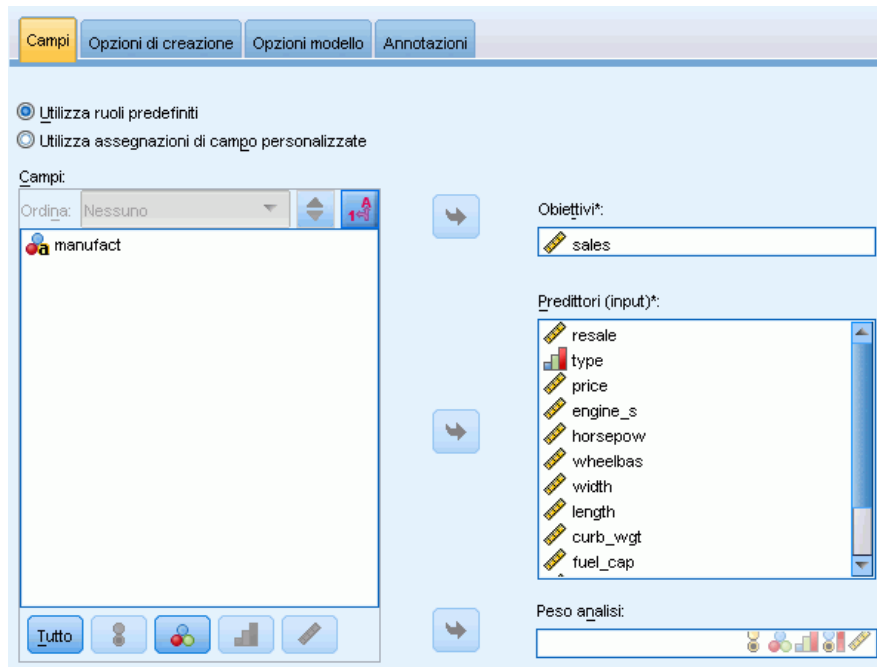 Campi Opzioni di creazione Opzioni modello Annotazioni
Utilizza ruoli predefiniti
Utilizza assegnazioni di campo personalizzate
Campi:
Ordina: Nessuno
manufact
Tutto
Obiettivi*:
sales
Predittori (input)*:
resale
type
price
engine_s
horsepow
wheelbas
width
length
curb_wgt
fuel_cap
Peso analisi: